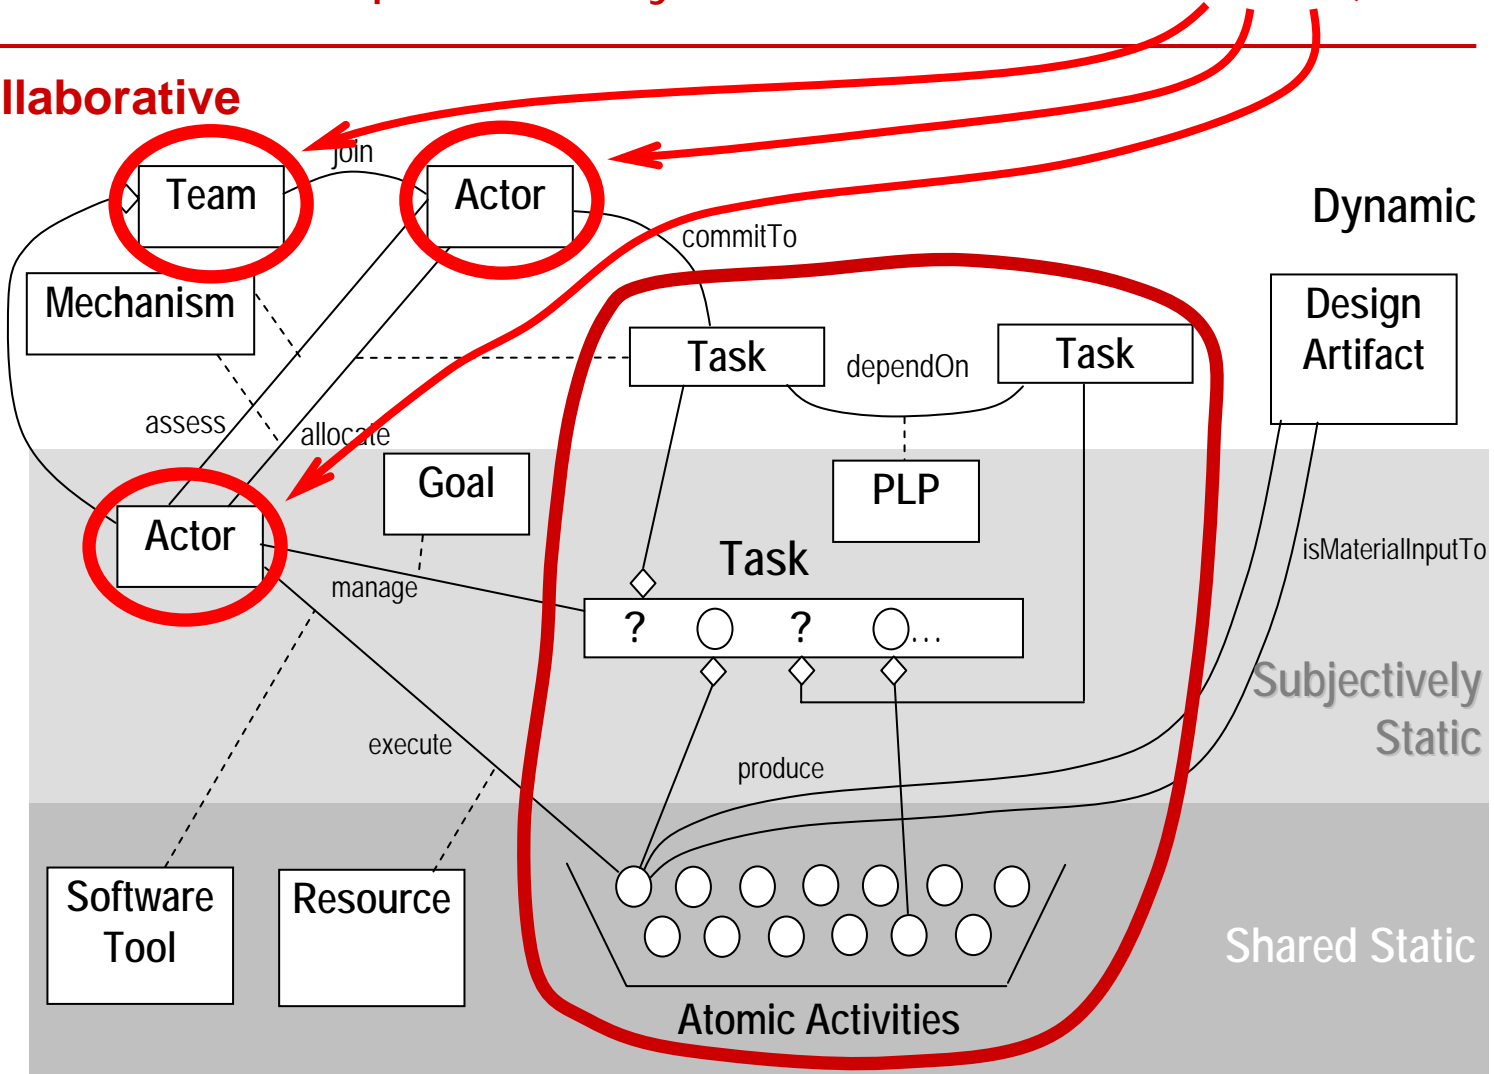 llaborative
join
Team
Actor
Dynamic
commitTo
Mechanism
Design
Artifact
Task
dependOn
Task
assess
allocate
Goal
PLP
Actor
Task
isMaterialInputTo
manage
? ? ...
Subjectively
Static
execute
produce
Software
Tool
Resource
Shared Static
Atomic Activities